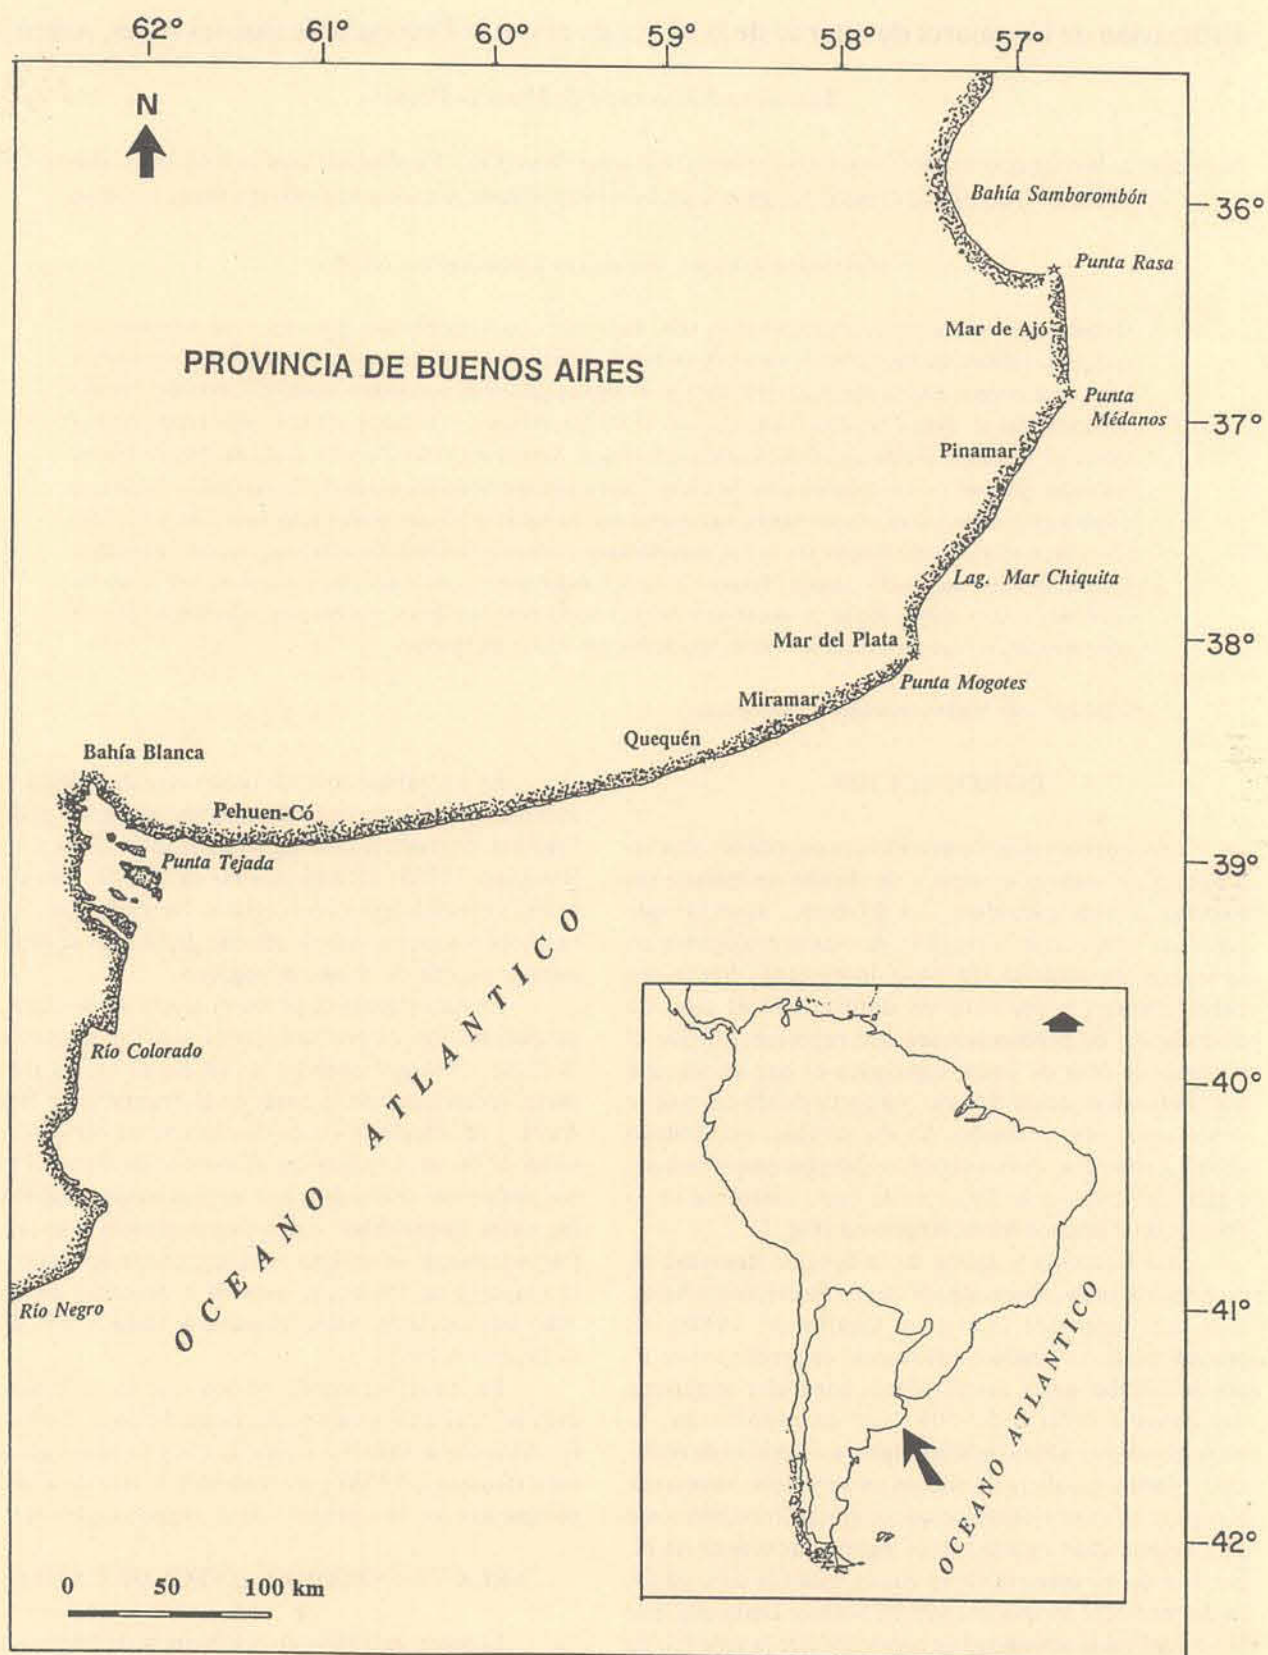 62° 61° 60° 59° 58° 57°
N
Bahía Samborombón
36°
Punta Rasa
Mar de Ajó
PROVINCIA DE BUENOS AIRES
Punta
Médanos
37°
Pinamar
Lag. Mar Chiquita
Mar del Plata
38°
Punta Mogotes
Miramar
Quequén
Bahía Blanca
Pehuen-Có
Punta Tejada
39°
OCEANO ATLANTICO
Río Colorado
40°
Río Negro
41°
OCEANO ATLANTICO
42°
0 50 100 km